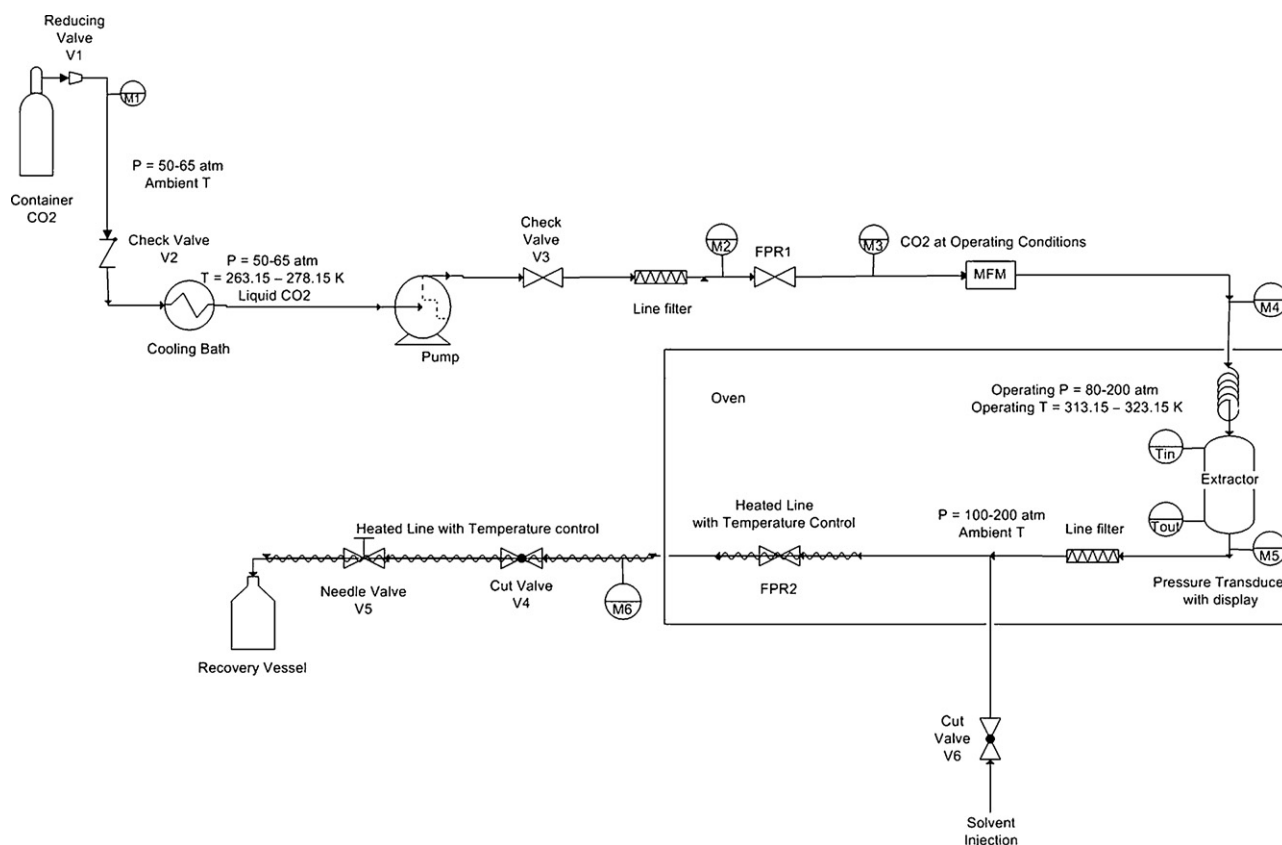 Reducing
Valve
V1
M1
P = 50-65 atm
Ambient T
Container
CO2
Check Valve
V2
P = 50-65 atm
T = 263.15 – 278.15 K
Liquid CO2
Cooling Bath
Pump
Check
Valve
V3
Line filter
M2
FPR1
M3
CO2 at Operating Conditions
MFM
M4
Oven
Operating P = 80-200 atm
Operating T = 313.15 – 323.15 K
Tin
Extractor
Tout
M5
Pressure Transduce
with display
Line filter
P = 100-200 atm
Ambient T
Heated Line
with Temperature Control
FPR2
Heated Line with Temperature control
M6
Cut Valve
V4
Needle Valve
V5
Recovery Vessel
Cut
Valve
V6
Solvent
Injection